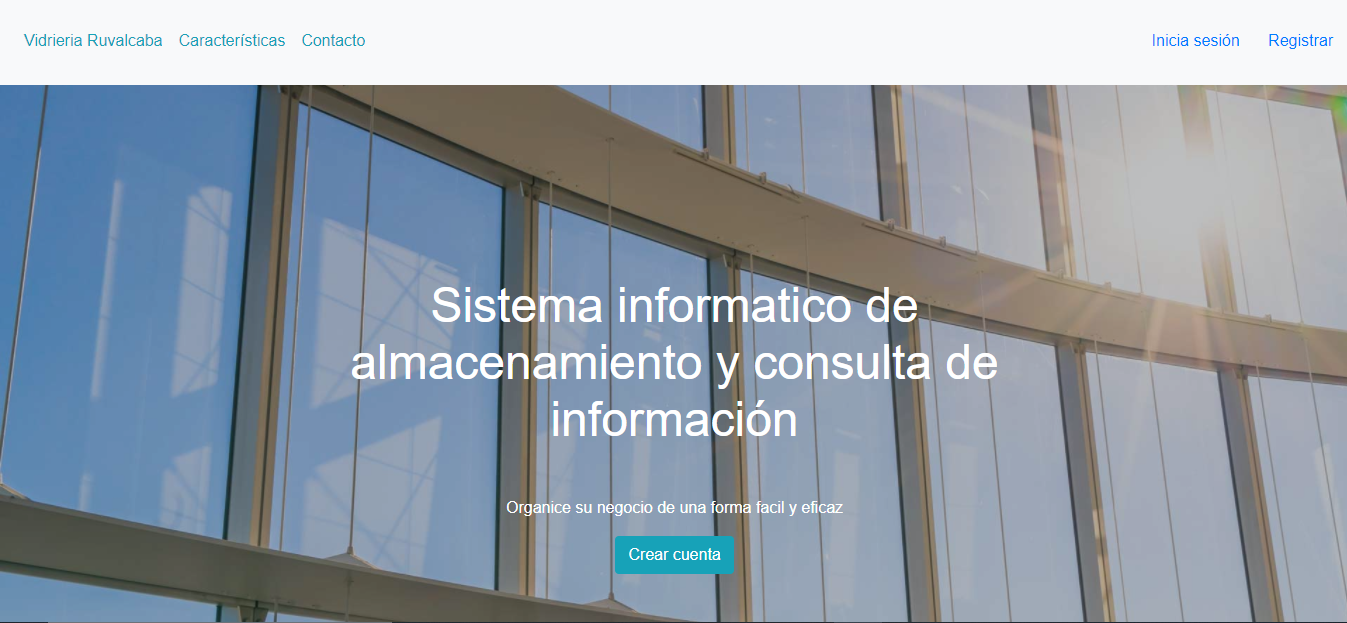 Vidrieria Ruvalcaba Características Contacto Inicia sesión Registrar
Sistema informatico de
almacenamiento y consulta de
información
Organice su negocio de una forma facil y eficaz
Crear cuenta